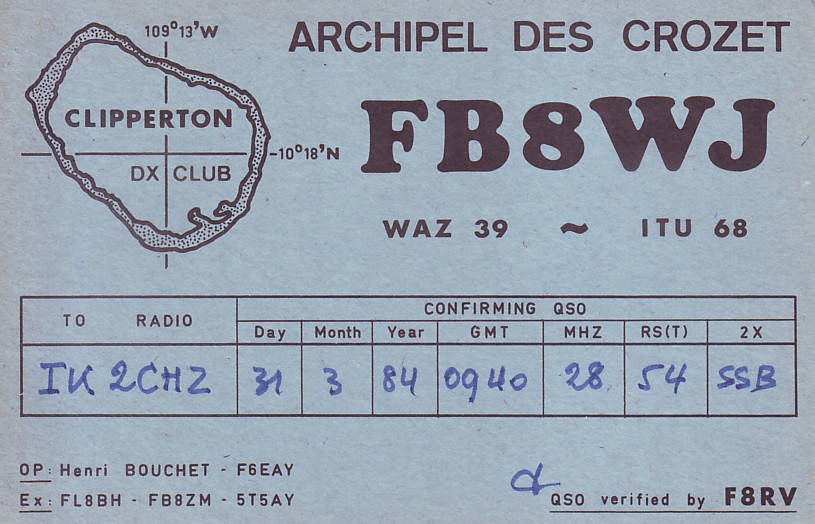 109°13'W
CLIPPERTON
DX CLUB
10°18'N
ARCHIPEL DES CROZET
FB8WJ
WAZ 39 ~ ITU 68
TO RADIO
CONFIRMING QSO
Day Month Year GMT MHZ RS(T) 2X
IK 2CHZ 31 3 84 0940 28 54 SSB
OP: Henri BOUCHET - F6EAY
Ex: FL8BH - FB8ZM - 5T5AY
QSO verified by F8RV